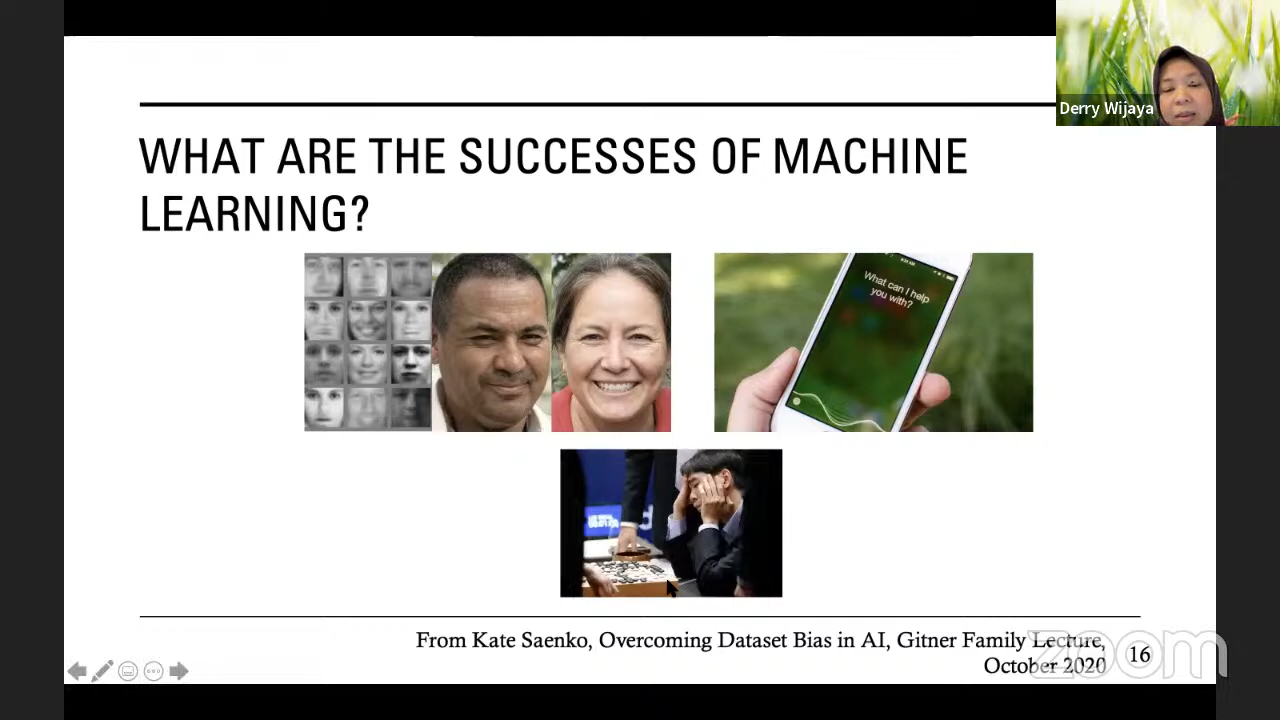 Derry Wijaya
WHAT ARE THE SUCCESSES OF MACHINE
LEARNING?
What can I help
you with?
From Kate Saenko, Overcoming Dataset Bias in AI, Gitner Family Lecture,
October 2020
16
zoom